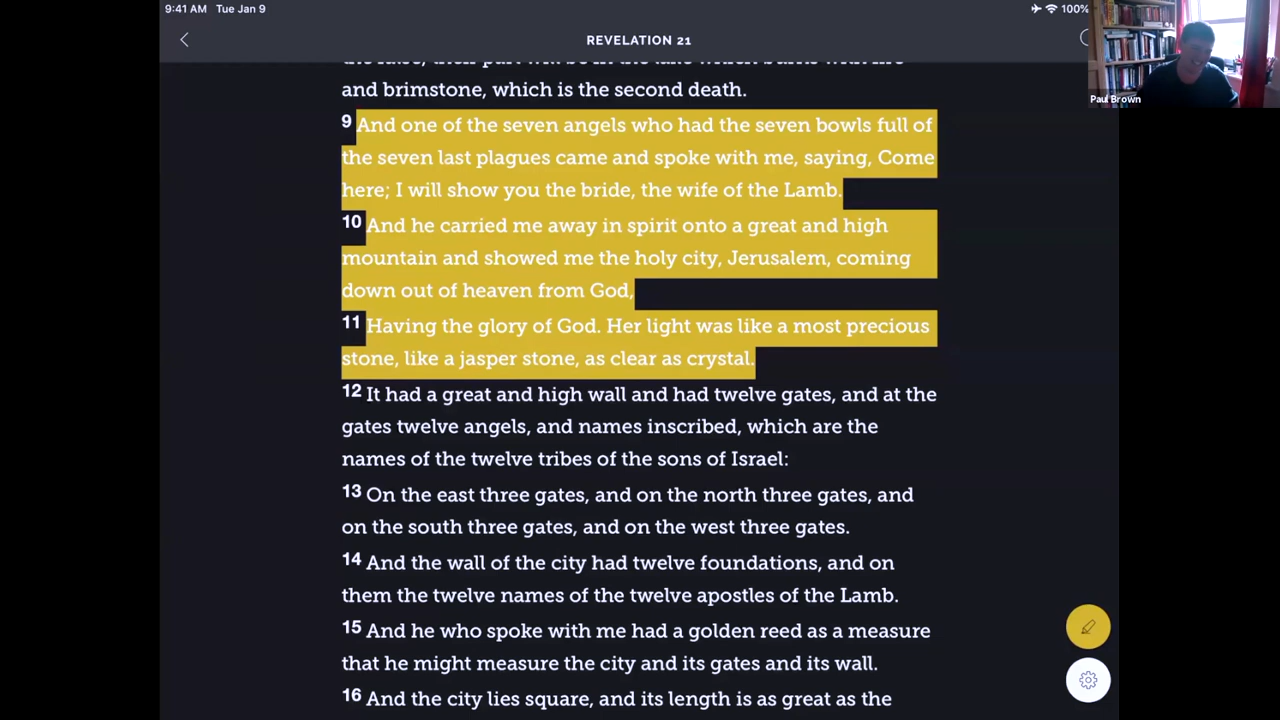 9:41 AM Tue Jan 9
100%
REVELATION 21
and brimstone, which is the second death.
9 And one of the seven angels who had the seven bowls full of
the seven last plagues came and spoke with me, saying, Come
here; I will show you the bride, the wife of the Lamb.
10 And he carried me away in spirit onto a great and high
mountain and showed me the holy city, Jerusalem, coming
down out of heaven from God,
11 Having the glory of God. Her light was like a most precious
stone, like a jasper stone, as clear as crystal.
12 It had a great and high wall and had twelve gates, and at the
gates twelve angels, and names inscribed, which are the
names of the twelve tribes of the sons of Israel:
13 On the east three gates, and on the north three gates, and
on the south three gates, and on the west three gates.
14 And the wall of the city had twelve foundations, and on
them the twelve names of the twelve apostles of the Lamb.
15 And he who spoke with me had a golden reed as a measure
that he might measure the city and its gates and its wall.
16 And the city lies square, and its length is as great as the
Paul Brown